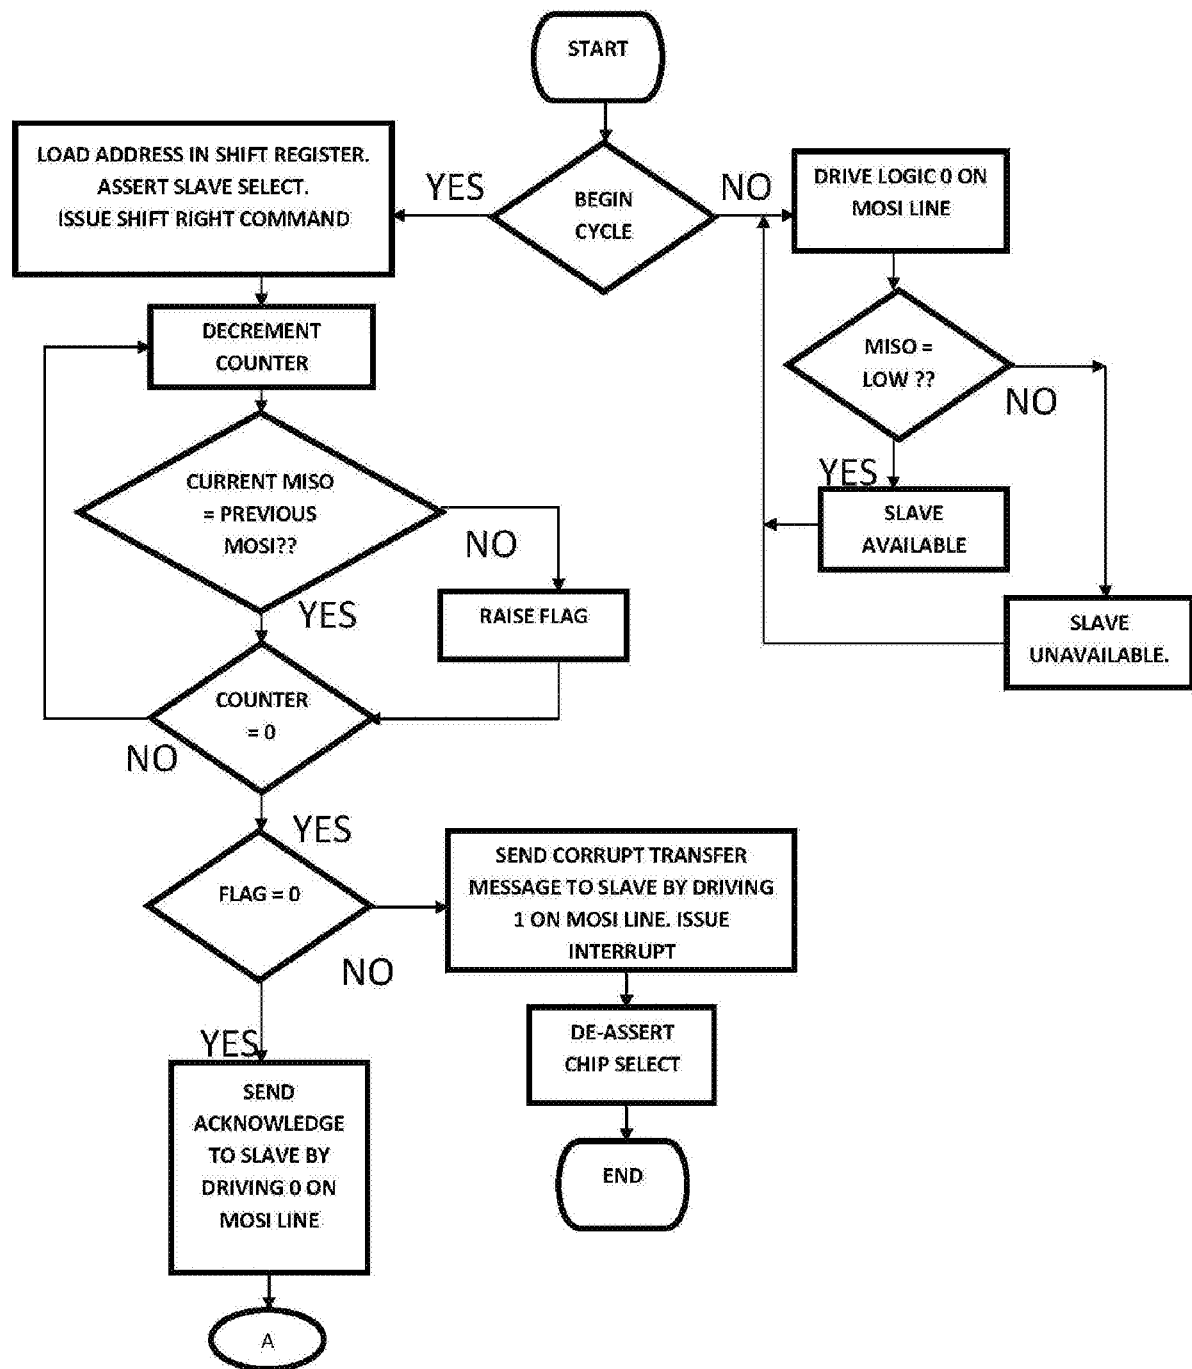 START
LOAD ADDRESS IN SHIFT REGISTER.
ASSERT SLAVE SELECT.
ISSUE SHIFT RIGHT COMMAND
YES
BEGIN
CYCLE
NO
DRIVE LOGIC 0 ON
MOSI LINE
DECREMENT
COUNTER
MISO =
LOW ??
NO
YES
SLAVE
AVAILABLE
SLAVE
UNAVAILABLE.
CURRENT MISO
= PREVIOUS
MOSI??
NO
YES
RAISE FLAG
COUNTER
= 0
NO
YES
FLAG = 0
NO
SEND CORRUPT TRANSFER
MESSAGE TO SLAVE BY DRIVING
1 ON MOSI LINE. ISSUE
INTERRUPT
DE-ASSERT
CHIP SELECT
END
YES
SEND
ACKNOWLEDGE
TO SLAVE BY
DRIVING 0 ON
MOSI LINE
A